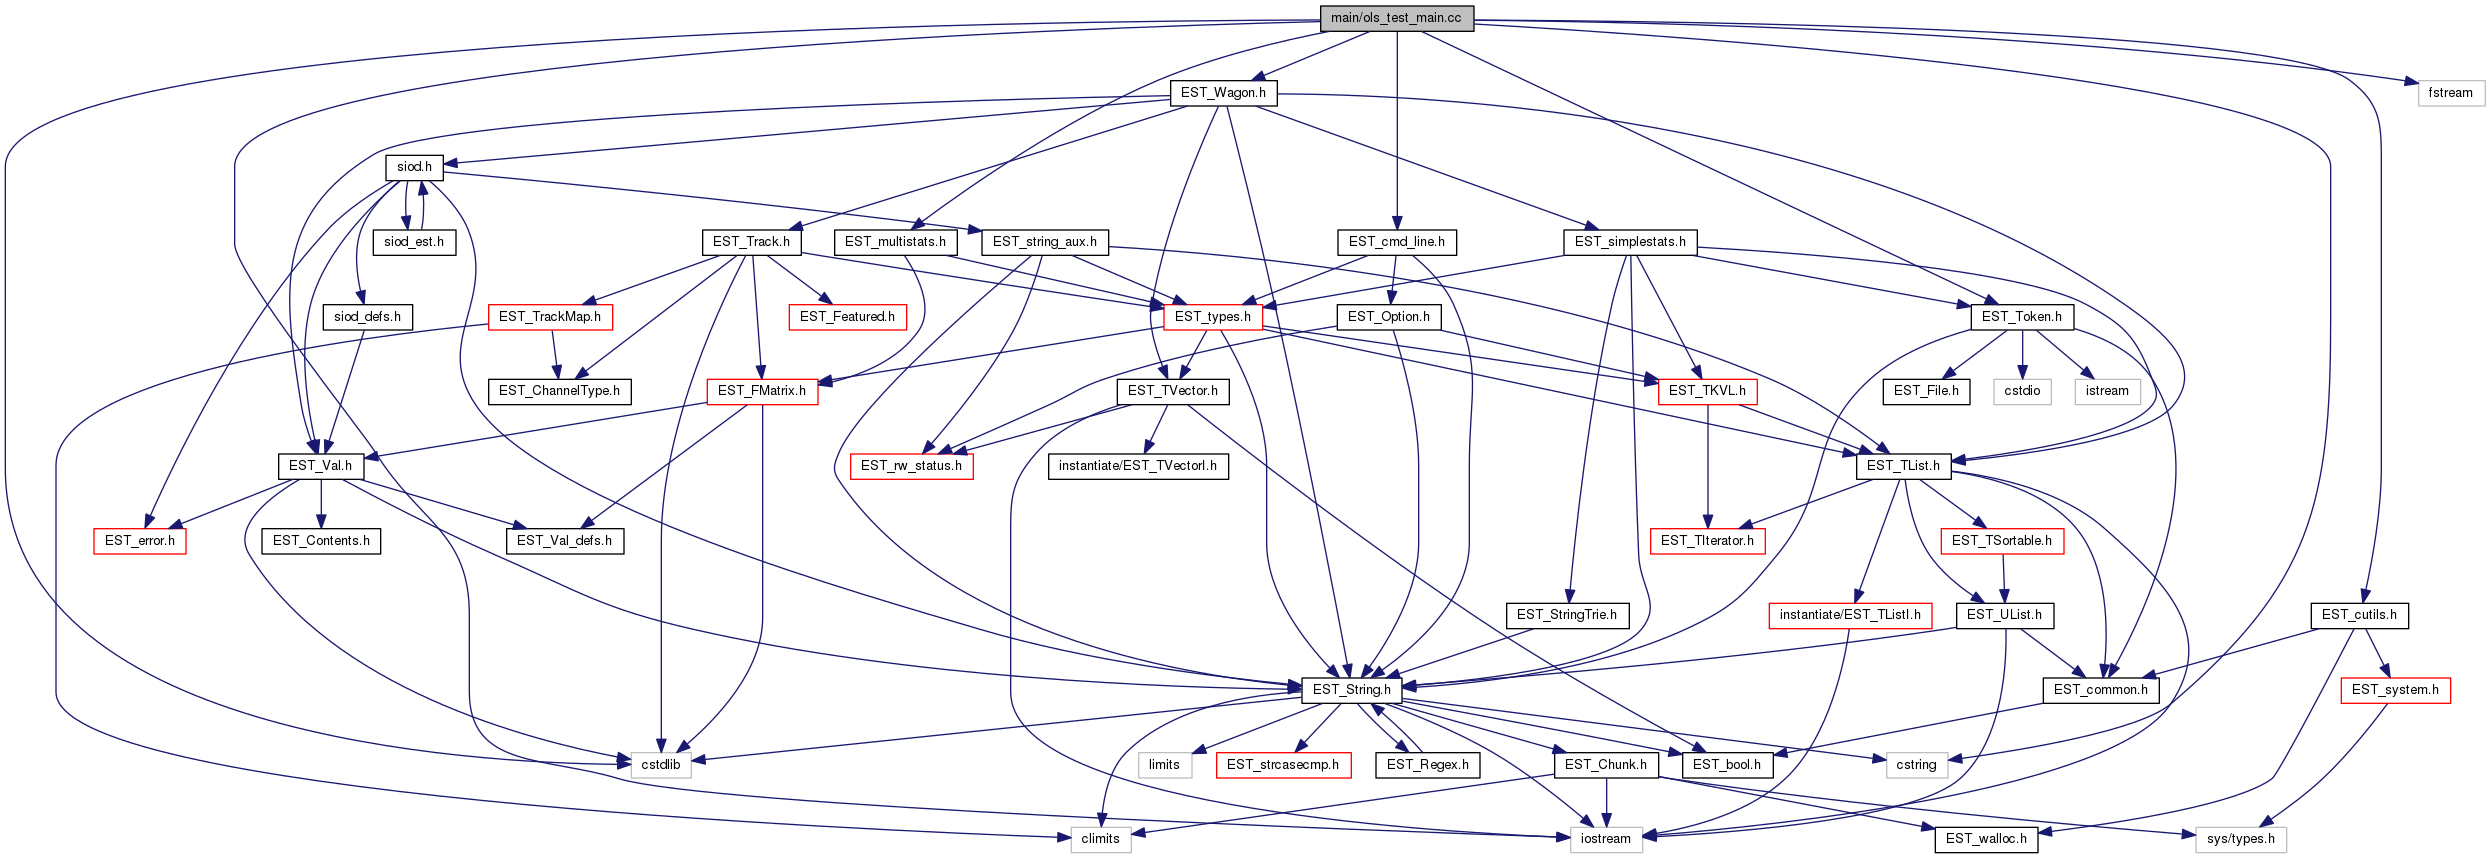 main/ols_test_main.cc
EST_Wagon.h
fstream
siod.h
siod_est.h
EST_Track.h
EST_multistats.h
EST_string_aux.h
EST_cmd_line.h
EST_simplestats.h
siod_defs.h
EST_TrackMap.h
EST_Featured.h
EST_types.h
EST_Option.h
EST_Token.h
EST_ChannelType.h
EST_FMatrix.h
EST_TVector.h
EST_TKVL.h
EST_File.h
cstdio
istream
EST_Val.h
EST_rw_status.h
instantiate/EST_TVectorI.h
EST_TList.h
EST_error.h
EST_Contents.h
EST_Val_defs.h
EST_TIterator.h
EST_TSortable.h
EST_StringTrie.h
instantiate/EST_TListI.h
EST_UList.h
EST_cutils.h
EST_String.h
EST_common.h
EST_system.h
cstdlib
limits
EST_strcasecmp.h
EST_Regex.h
EST_Chunk.h
EST_bool.h
cstring
climits
iostream
EST_walloc.h
sys/types.h